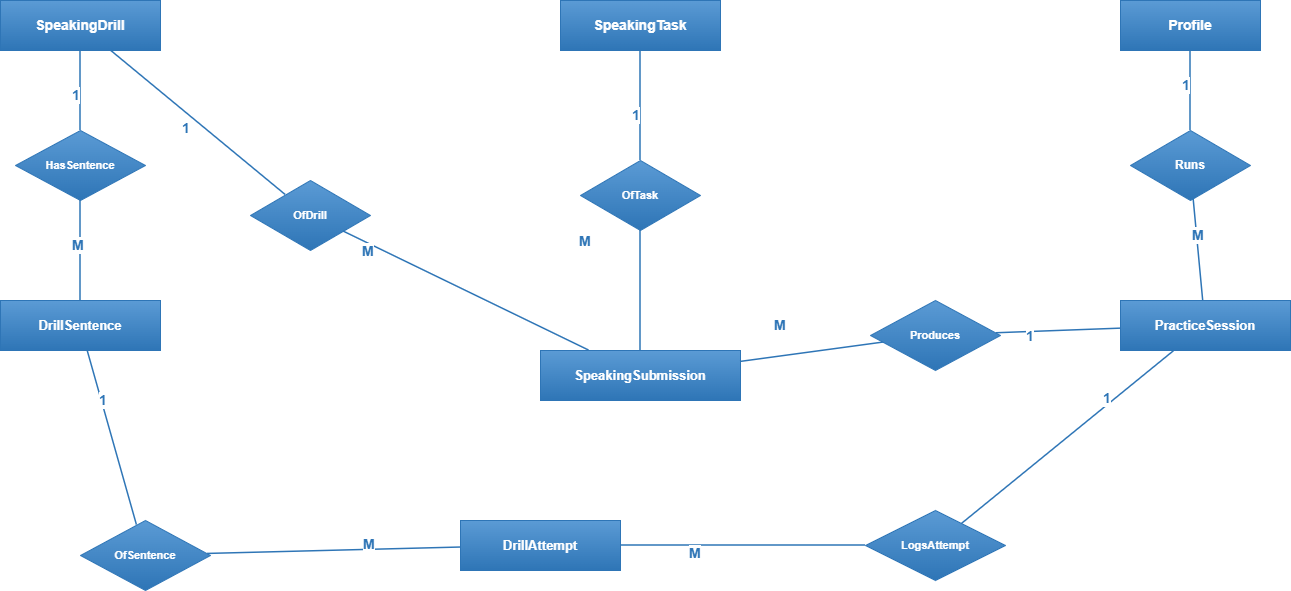 SpeakingDrill
SpeakingTask
Profile
1
1
1
1
HasSentence
Runs
OfTask
OfDrill
M
M
M
M
DrillSentence
M
Produces
1
PracticeSession
SpeakingSubmission
1
1
M
DrillAttempt
M
LogsAttempt
OfSentence